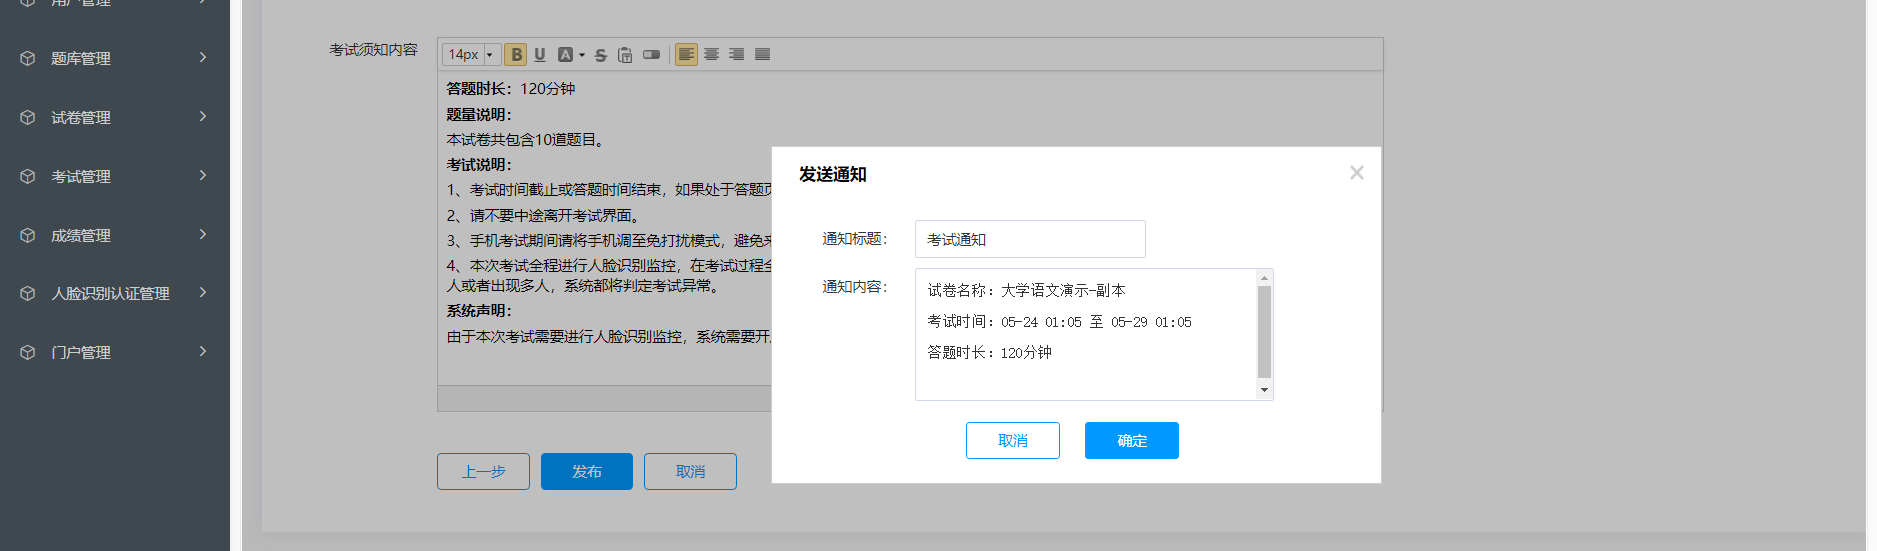 用户管理
题库管理
试卷管理
考试管理
成绩管理
人脸识别认证管理
门户管理
考试须知内容
14px
B U A S
答题时长：120分钟
题量说明：
本试卷共包含10道题目。
考试说明：
1、考试时间截止或答题时间结束，如果处于答题
2、请不要中途离开考试界面。
3、手机考试期间请将手机调至免打扰模式，避免
4、本次考试全程进行人脸识别监控，在考试过程
人或者出现多人，系统都将判定考试异常。
系统声明：
由于本次考试需要进行人脸识别监控，系统需要开
上一步
发布
取消
发送通知
通知标题：
考试通知
通知内容：
试卷名称：大学语文演示-副本
考试时间：05-24 01:05 至 05-29 01:05
答题时长：120分钟
取消
确定